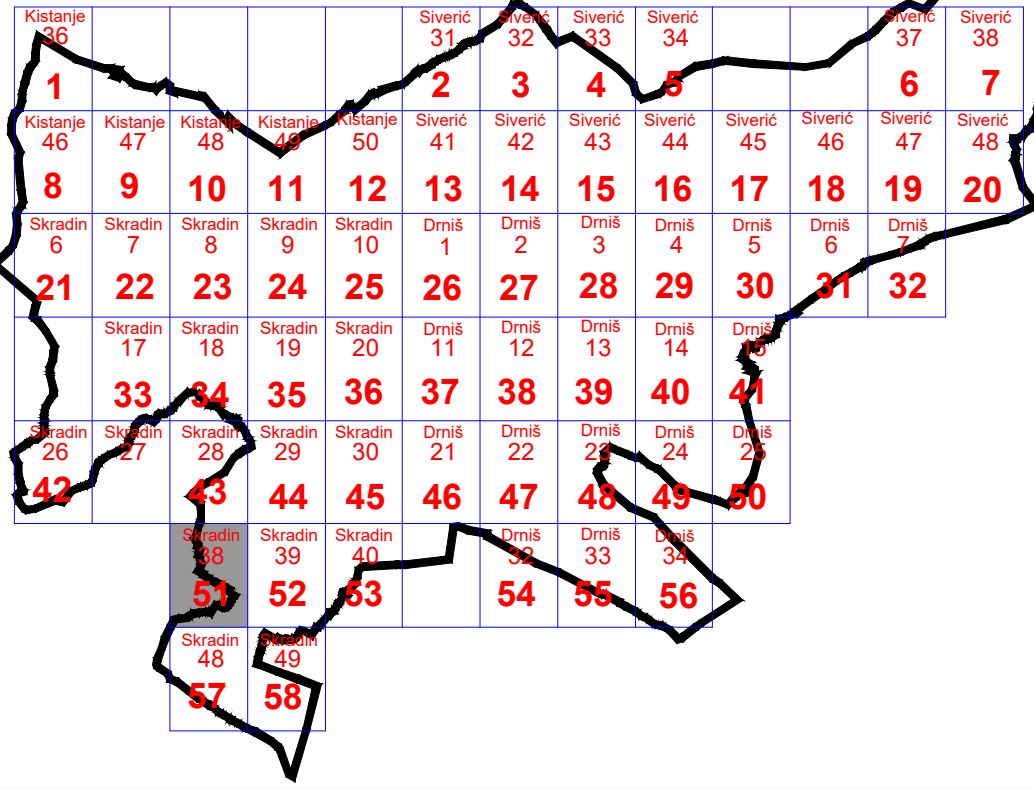 Kistanje Siverić Siverić Siverić Siverić Siverić Siverić
36 31 32 33 34 37 38
1 2 3 4 5 6 7
Kistanje Kistanje Kistanje Kistanje Kistanje Siverić Siverić Siverić Siverić Siverić Siverić Siverić Siverić
46 47 48 49 50 41 42 43 44 45 46 47 48
8 9 10 11 12 13 14 15 16 17 18 19 20
Skradin Skradin Skradin Skradin Skradin Drniš Drniš Drniš Drniš Drniš Drniš Drniš
6 7 8 9 10 1 2 3 4 5 6 7
21 22 23 24 25 26 27 28 29 30 31 32
Skradin Skradin Skradin Skradin Drniš Drniš Drniš Drniš Drniš
17 18 19 20 11 12 13 14 15
33 34 35 36 37 38 39 40 41
Skradin Skradin Skradin Skradin Skradin Drniš Drniš Drniš Drniš Drniš
26 27 28 29 30 21 22 23 24 25
42 43 44 45 46 47 48 49 50
Skradin Skradin Skradin Drniš Drniš Drniš
38 39 40 32 33 34
51 52 53 54 55 56
Skradin Skradin
48 49
57 58